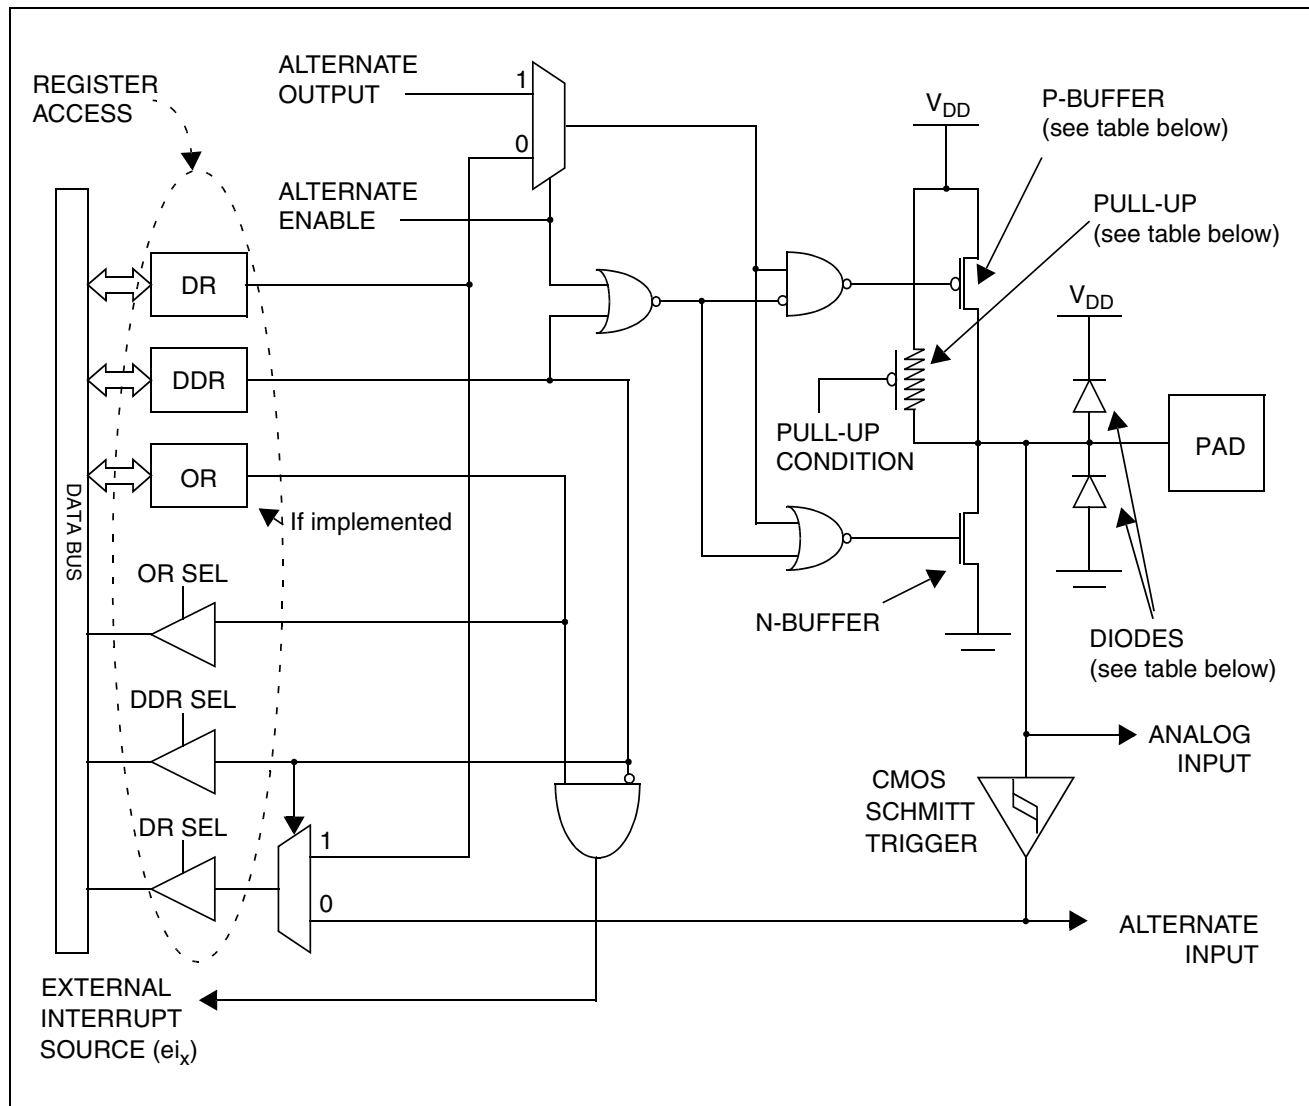 REGISTER
ACCESS
ALTERNATE
OUTPUT
1
0
ALTERNATE
ENABLE
VDD
P-BUFFER
(see table below)
PULL-UP
(see table below)
DR
DDR
OR
If implemented
DATA BUS
PULL-UP
CONDITION
VDD
PAD
N-BUFFER
DIODES
(see table below)
OR SEL
DDR SEL
DR SEL
1
0
ANALOG
INPUT
CMOS
SCHMITT
TRIGGER
ALTERNATE
INPUT
EXTERNAL
INTERRUPT
SOURCE (eix)